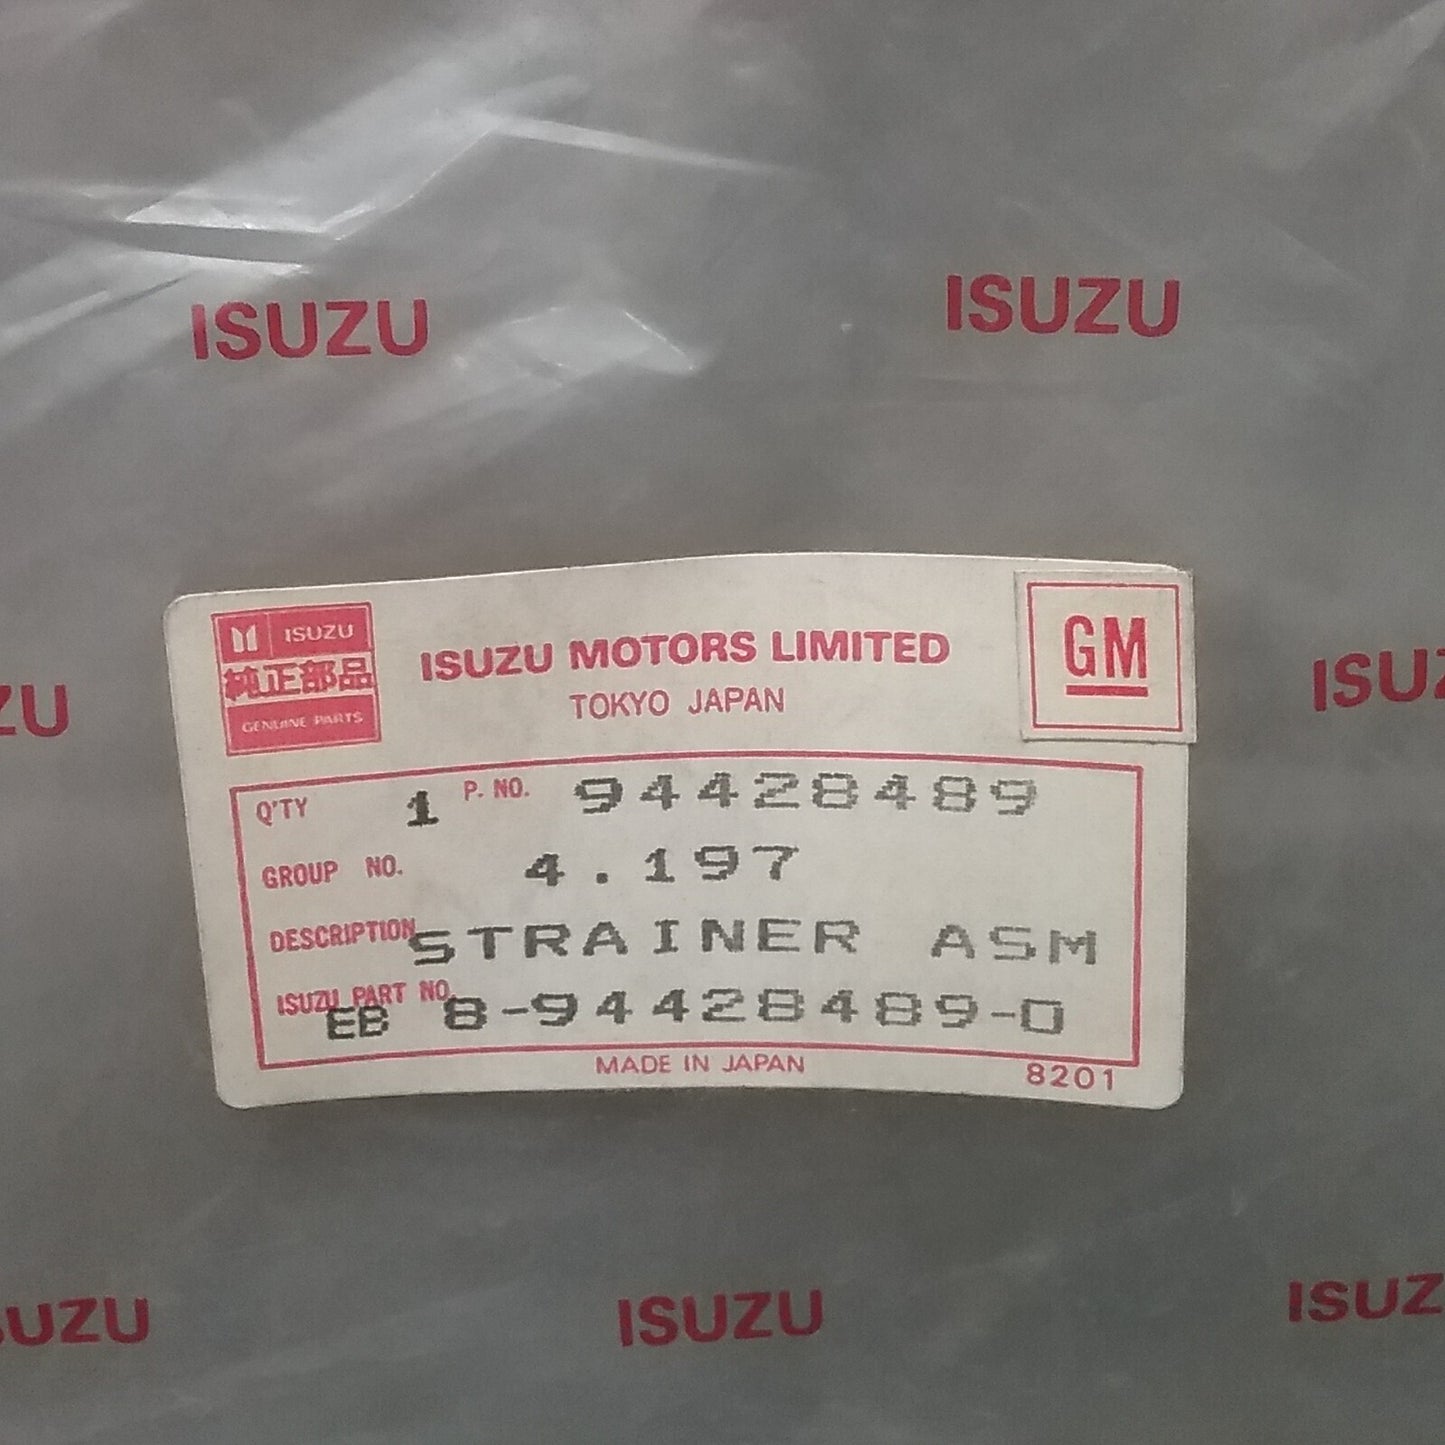 ISUZU ISUZU
ISUZU
純正部品
GENUINE PARTS
ISUZU MOTORS LIMITED
TOKYO JAPAN
GM
ZU
ISUZ
Q'TY 1 P. NO. 94428489
GROUP NO. 4.197
DESCRIPTION STRAINER ASM
ISUZU PART NO. 8-94428489-0
EB
MADE IN JAPAN
8201
SUZU ISUZU ISUZ